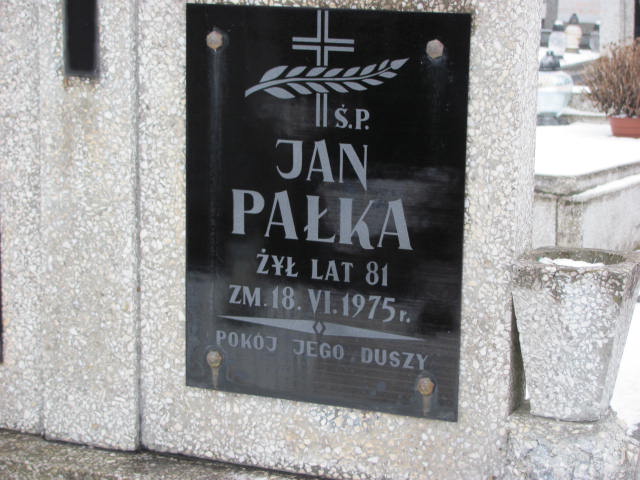 Ś.P.
JAN
PAŁKA
ŻYŁ LAT 81
ZM. 18. VI. 1975 r.
POKÓJ JEGO DUSZY